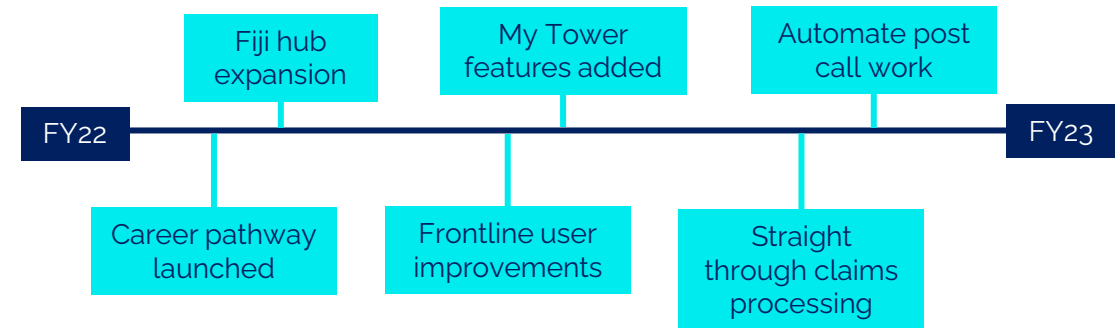 Fiji hub
expansion
My Tower
features added
Automate post
call work
FY22
FY23
Career pathway
launched
Frontline user
improvements
Straight
through claims
processing